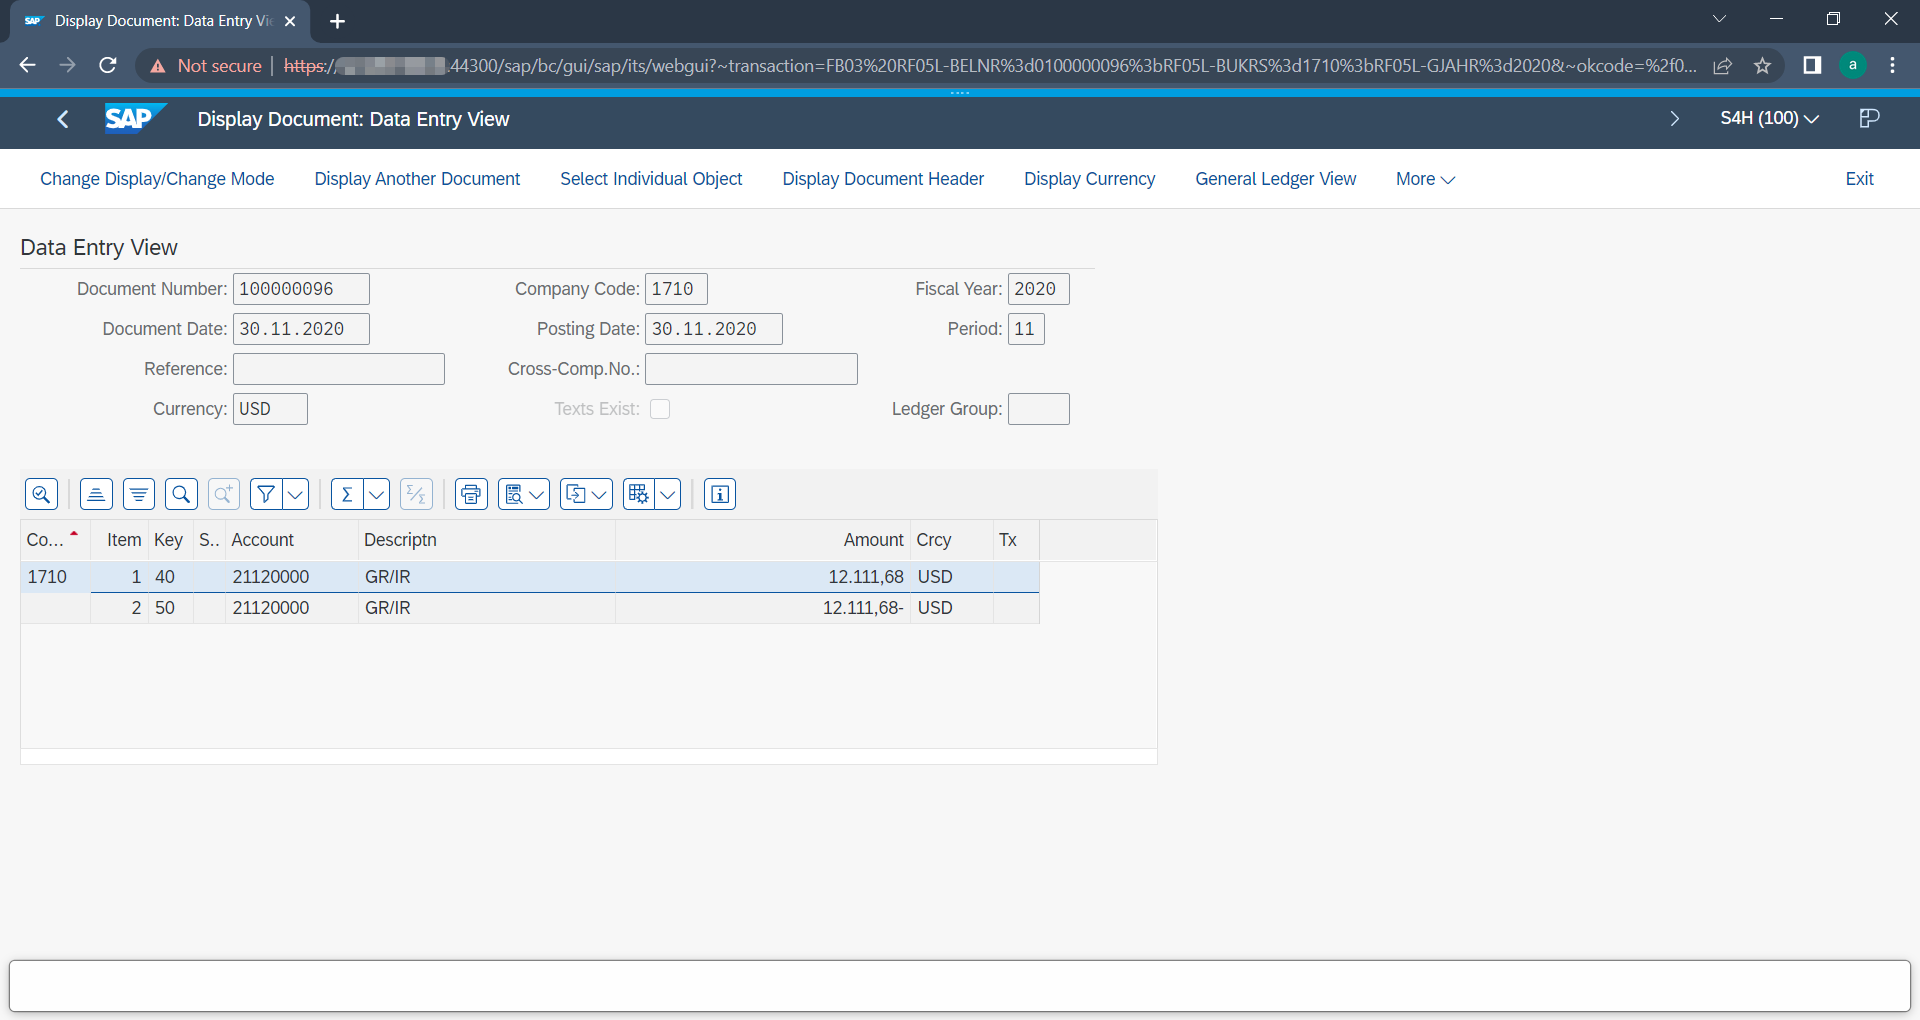 SAP Display Document: Data Entry Vi
Not secure https:/ .44300/sap/bc/gui/sap/its/webgui?~transaction=FB03%20RF05L-BELNR%3d0100000096%3bRF05L-BUKRS%3d1710%3bRF05L-GJAHR%3d2020&~okcode=%2f0... a
SAP Display Document: Data Entry View S4H (100)
Change Display/Change Mode Display Another Document Select Individual Object Display Document Header Display Currency General Ledger View More Exit
Data Entry View
Document Number: 100000096 Company Code: 1710 Fiscal Year: 2020
Document Date: 30.11.2020 Posting Date: 30.11.2020 Period: 11
Reference: Cross-Comp.No.:
Currency: USD Texts Exist: Ledger Group:
Co... Item Key S.. Account Descriptn Amount Crcy Tx
1710 1 40 21120000 GR/IR 12.111,68 USD
2 50 21120000 GR/IR 12.111,68- USD